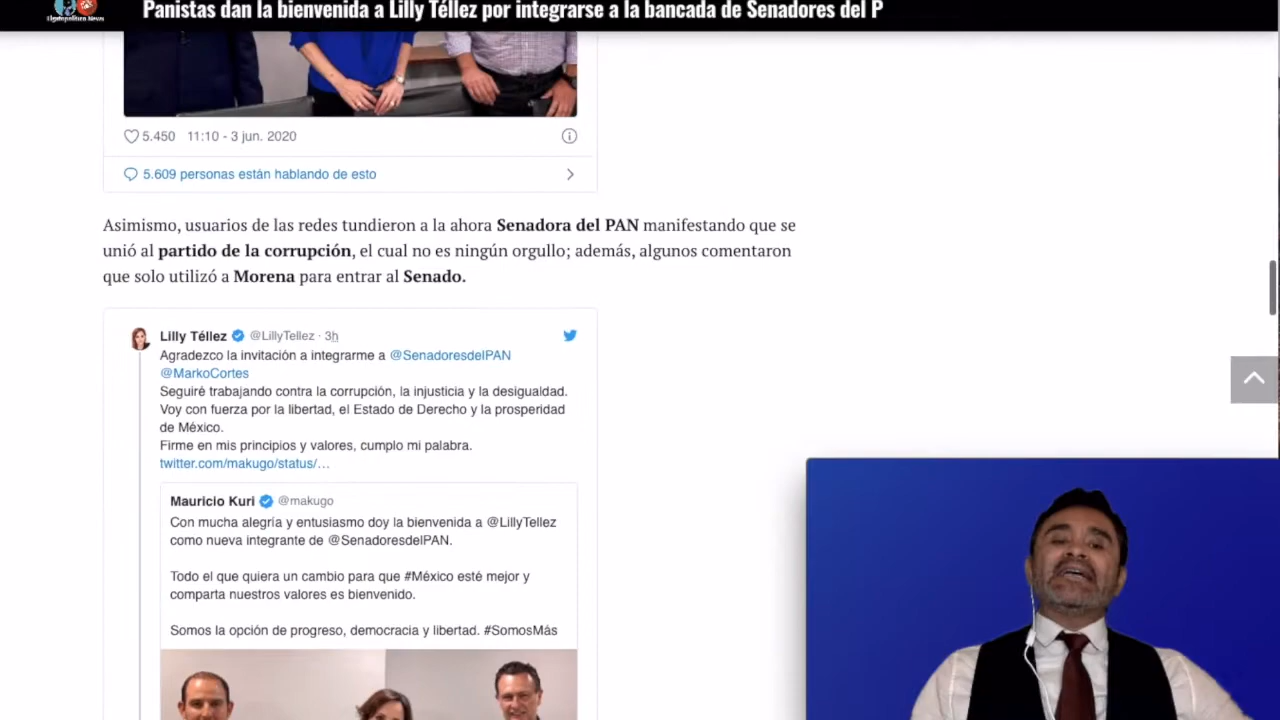 Panistas dan la bienvenida a Lilly Téllez por integrarse a la bancada de Senadores del P
5.450 11:10 - 3 jun. 2020
5.609 personas están hablando de esto
Asimismo, usuarios de las redes tundieron a la ahora Senadora del PAN manifestando que se
unió al partido de la corrupción, el cual no es ningún orgullo; además, algunos comentaron
que solo utilizó a Morena para entrar al Senado.
Lilly Téllez @LillyTellez · 3h
Agradezco la invitación a integrarme a @SenadoresdelPAN
@MarkoCortes
Seguiré trabajando contra la corrupción, la injusticia y la desigualdad.
Voy con fuerza por la libertad, el Estado de Derecho y la prosperidad
de México.
Firme en mis principios y valores, cumplo mi palabra.
twitter.com/makugo/status/…
Mauricio Kuri @makugo
Con mucha alegría y entusiasmo doy la bienvenida a @LillyTellez
como nueva integrante de @SenadoresdelPAN.
Todo el que quiera un cambio para que #México esté mejor y
comparta nuestros valores es bienvenido.
Somos la opción de progreso, democracia y libertad. #SomosMás